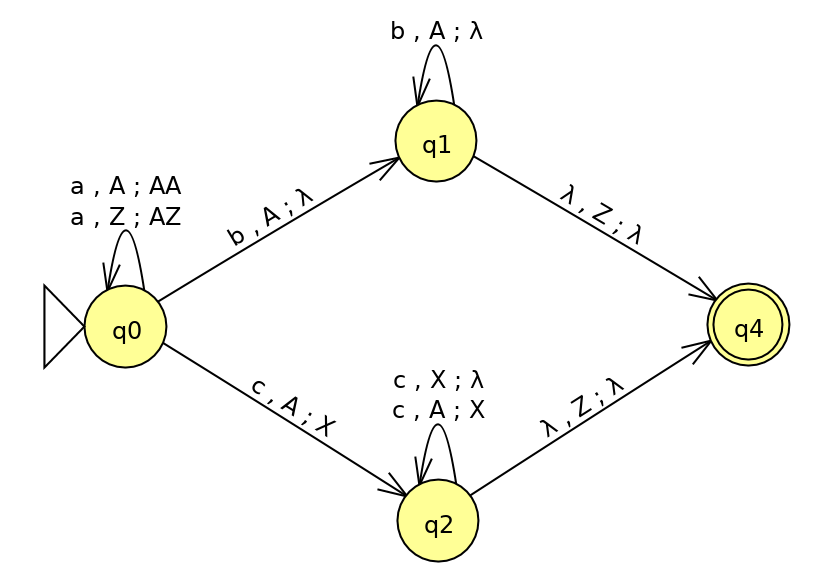 b , A ; λ
q1
a , A ; AA
a , Z ; AZ
b , A ; λ
λ , Z ; λ
q0
q4
c , A ; X
c , X ; λ
c , A ; X
λ , Z ; λ
q2